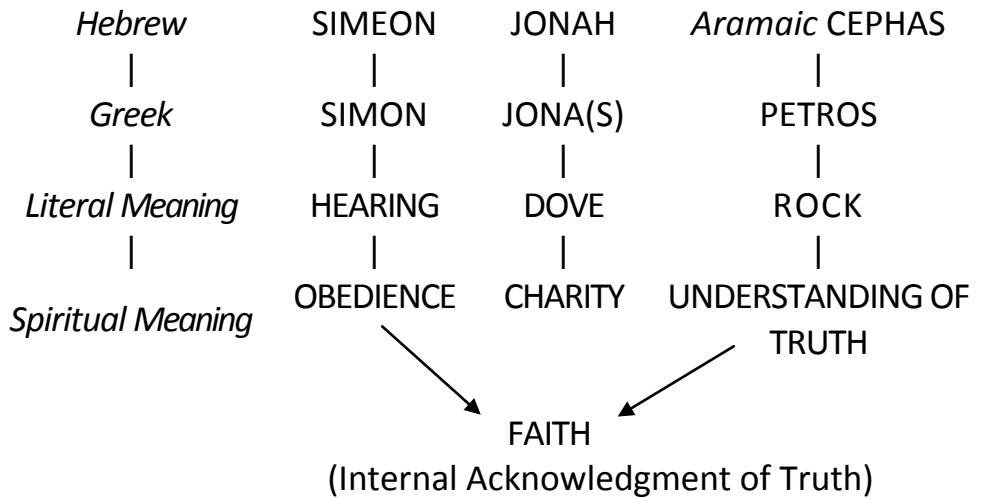 Hebrew SIMEON JONAH Aramaic CEPHAS
Greek SIMON JONA(S) PETROS
Literal Meaning HEARING DOVE ROCK
Spiritual Meaning OBEDIENCE CHARITY UNDERSTANDING OF
TRUTH
FAITH
(Internal Acknowledgment of Truth)